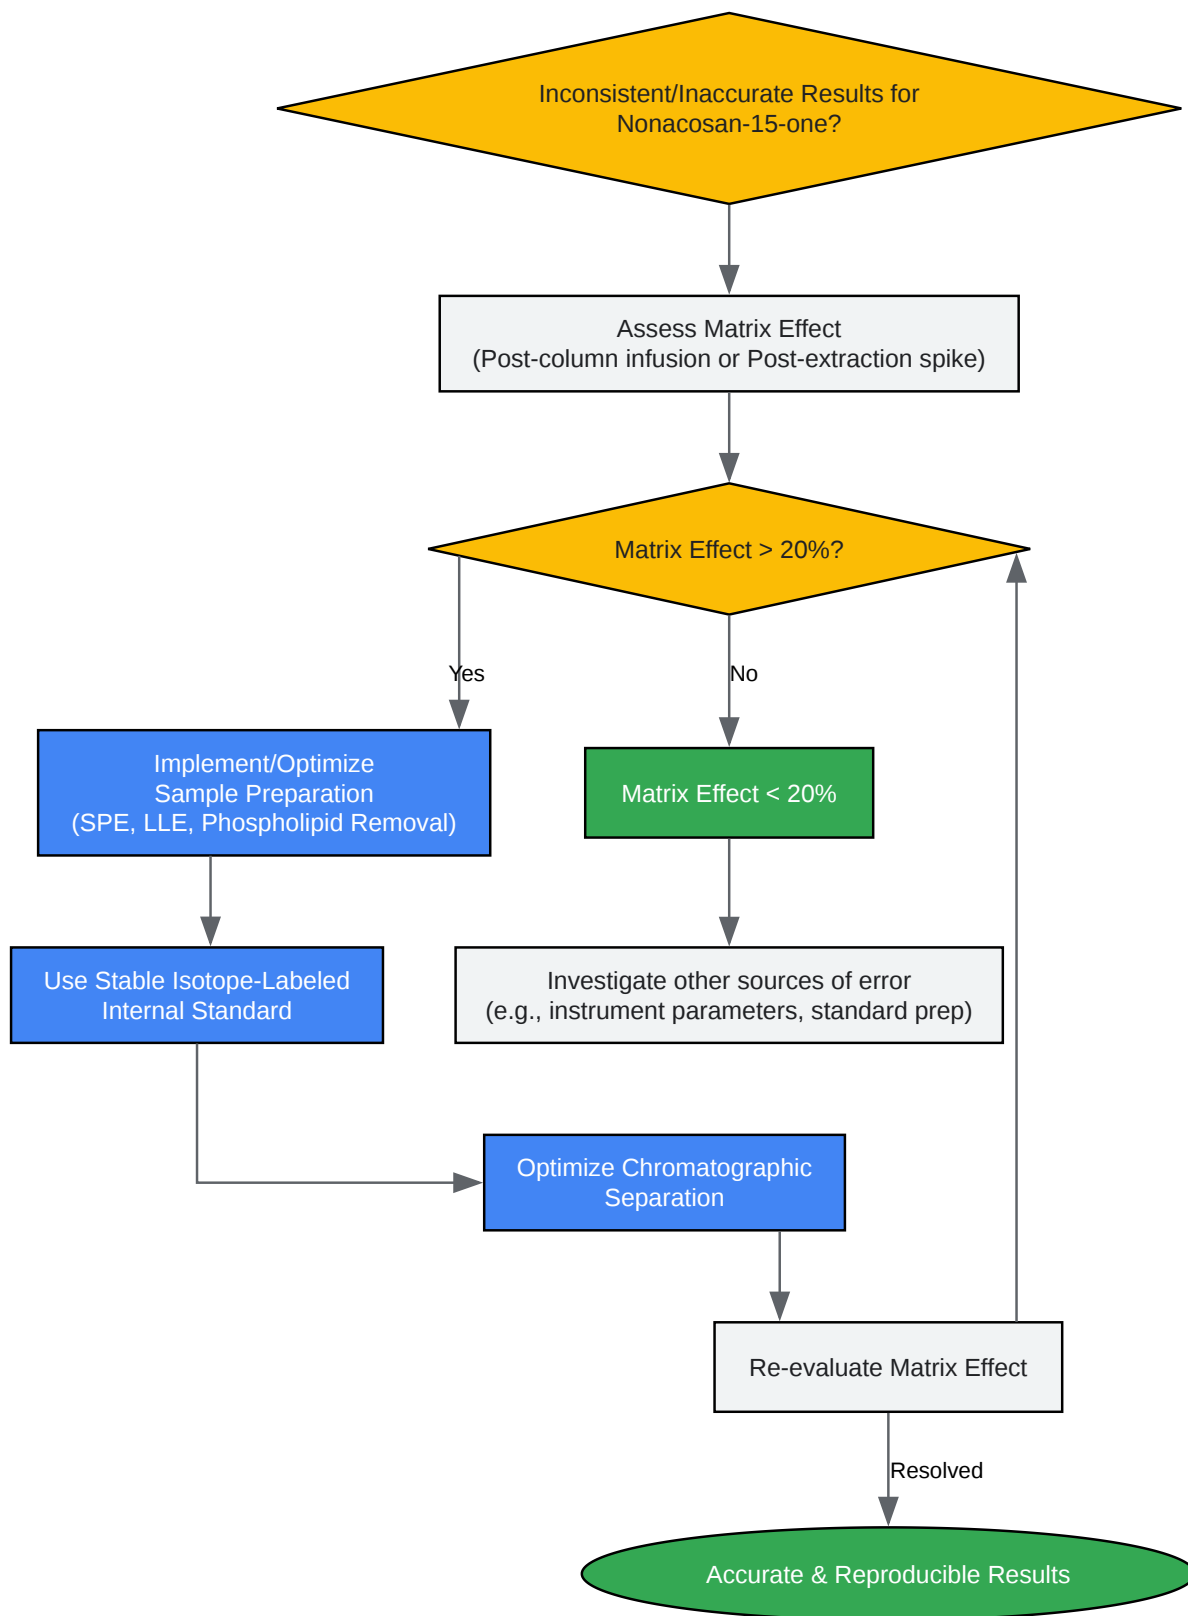 Inconsistent/Inaccurate Results for
Nonacosan-15-one?
Assess Matrix Effect
(Post-column infusion or Post-extraction spike)
Matrix Effect > 20%?
Yes
No
Implement/Optimize
Sample Preparation
(SPE, LLE, Phospholipid Removal)
Matrix Effect < 20%
Use Stable Isotope-Labeled
Internal Standard
Investigate other sources of error
(e.g., instrument parameters, standard prep)
Optimize Chromatographic
Separation
Re-evaluate Matrix Effect
Resolved
Accurate & Reproducible Results